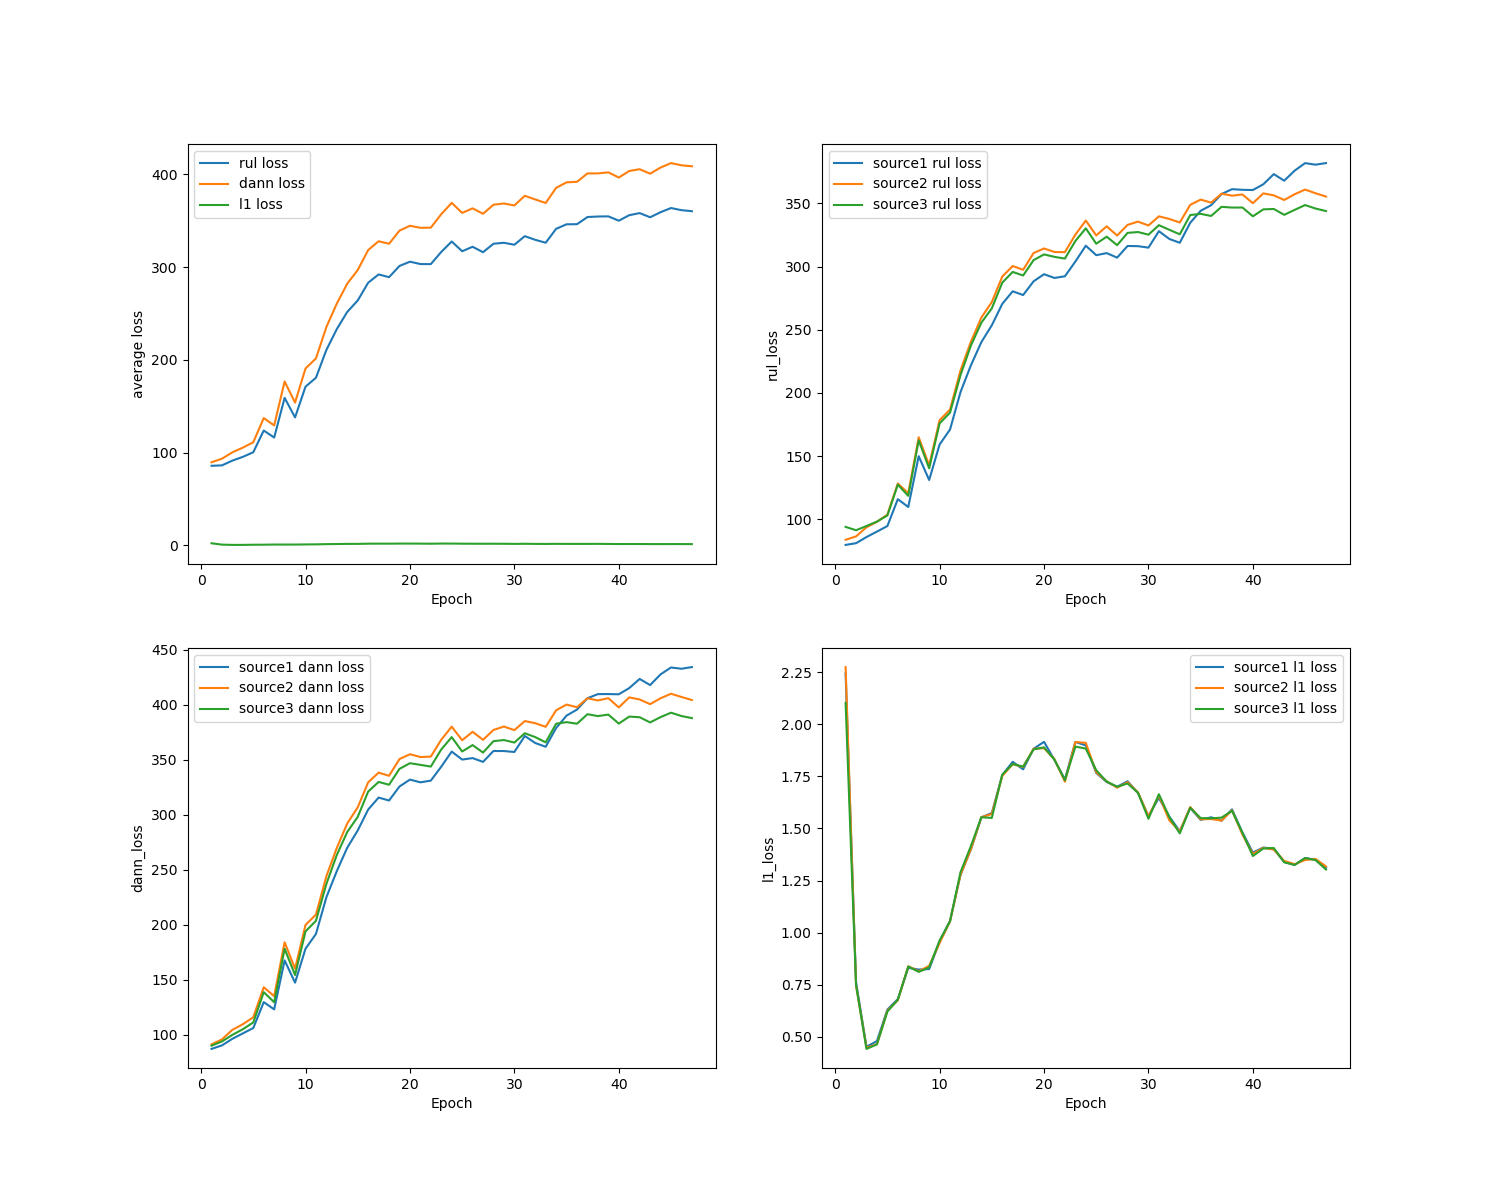 rul loss
dann loss
l1 loss
400
300
200
100
0
average loss
0 10 20 30 40
Epoch
source1 rul loss
source2 rul loss
source3 rul loss
350
300
250
200
150
100
rul_loss
0 10 20 30 40
Epoch
source1 dann loss
source2 dann loss
source3 dann loss
450
400
350
300
250
200
150
100
dann_loss
0 10 20 30 40
Epoch
source1 l1 loss
source2 l1 loss
source3 l1 loss
2.25
2.00
1.75
1.50
1.25
1.00
0.75
0.50
l1_loss
0 10 20 30 40
Epoch